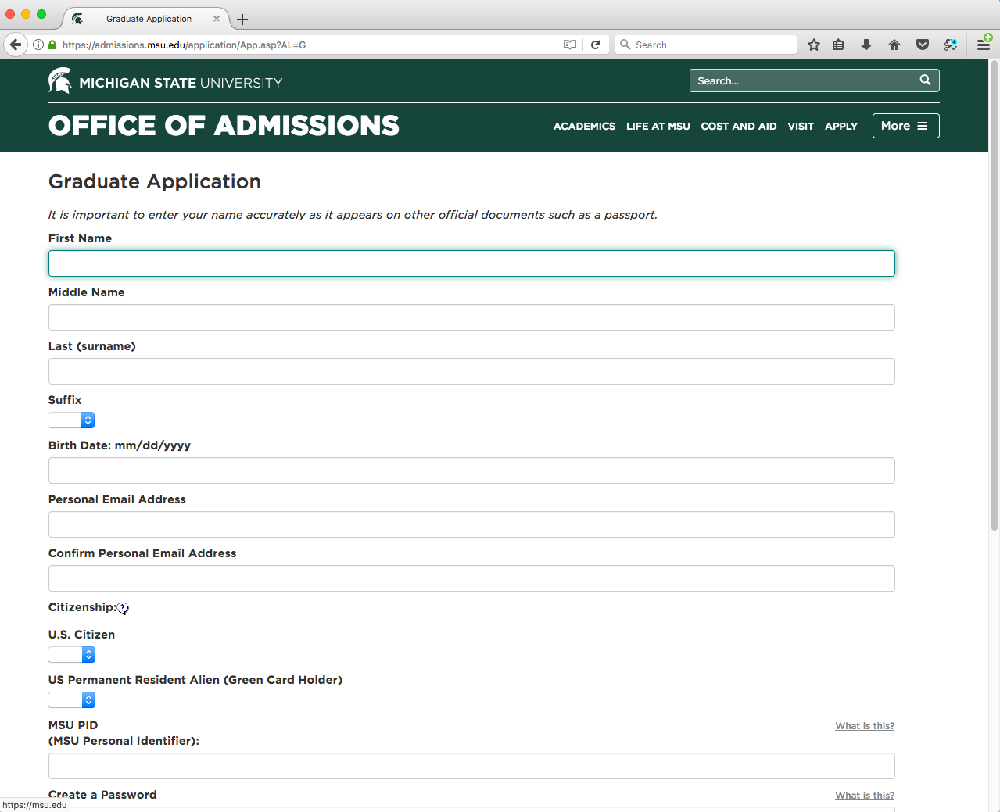 Graduate Application
https://admissions.msu.edu/application/App.asp?AL=G
Search
MICHIGAN STATE UNIVERSITY
Search...
OFFICE OF ADMISSIONS
ACADEMICS LIFE AT MSU COST AND AID VISIT APPLY More
Graduate Application
It is important to enter your name accurately as it appears on other official documents such as a passport.
First Name
Middle Name
Last (surname)
Suffix
Birth Date: mm/dd/yyyy
Personal Email Address
Confirm Personal Email Address
Citizenship:?
U.S. Citizen
US Permanent Resident Alien (Green Card Holder)
MSU PID What is this?
(MSU Personal Identifier):
Create a Password What is this?
https://msu.edu